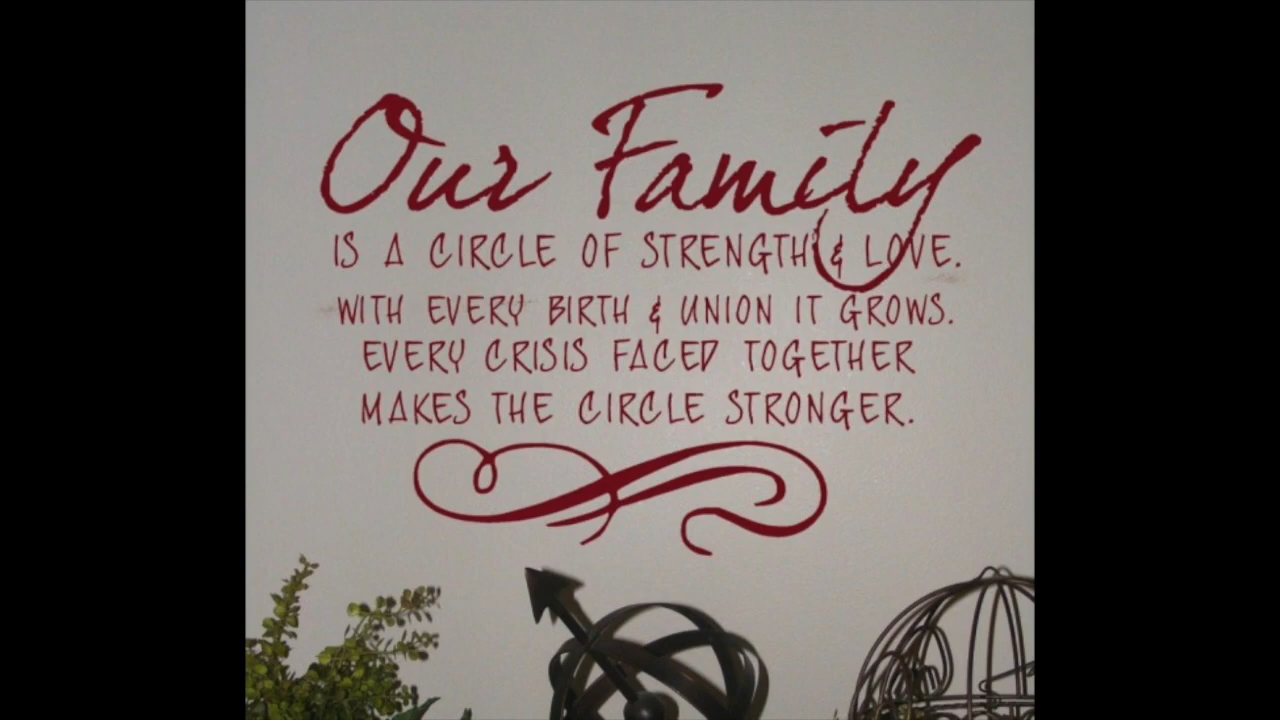 Our Family
IS A CIRCLE OF STRENGTH & LOVE.
WITH EVERY BIRTH & UNION IT GROWS.
EVERY CRISIS FACED TOGETHER
MAKES THE CIRCLE STRONGER.